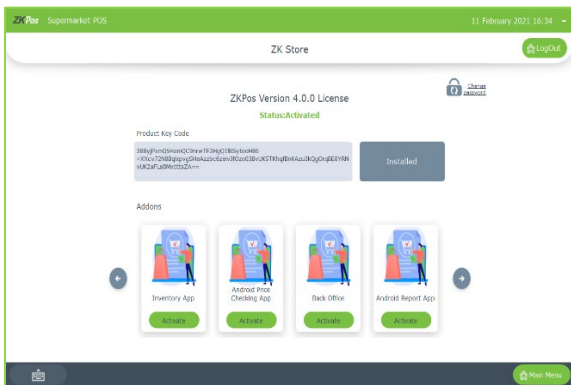 ZKPos Supermarket POS
11 February 2021 16:34
ZK Store
LogOut
Change
password
ZKPos Version 4.0.0 License
Status:Activated
Product Key Code
Installed
Addons
Inventory App
Android Price
Checking App
Back Office
Android Report App
Activate
Activate
Activate
Activate
Main Menu